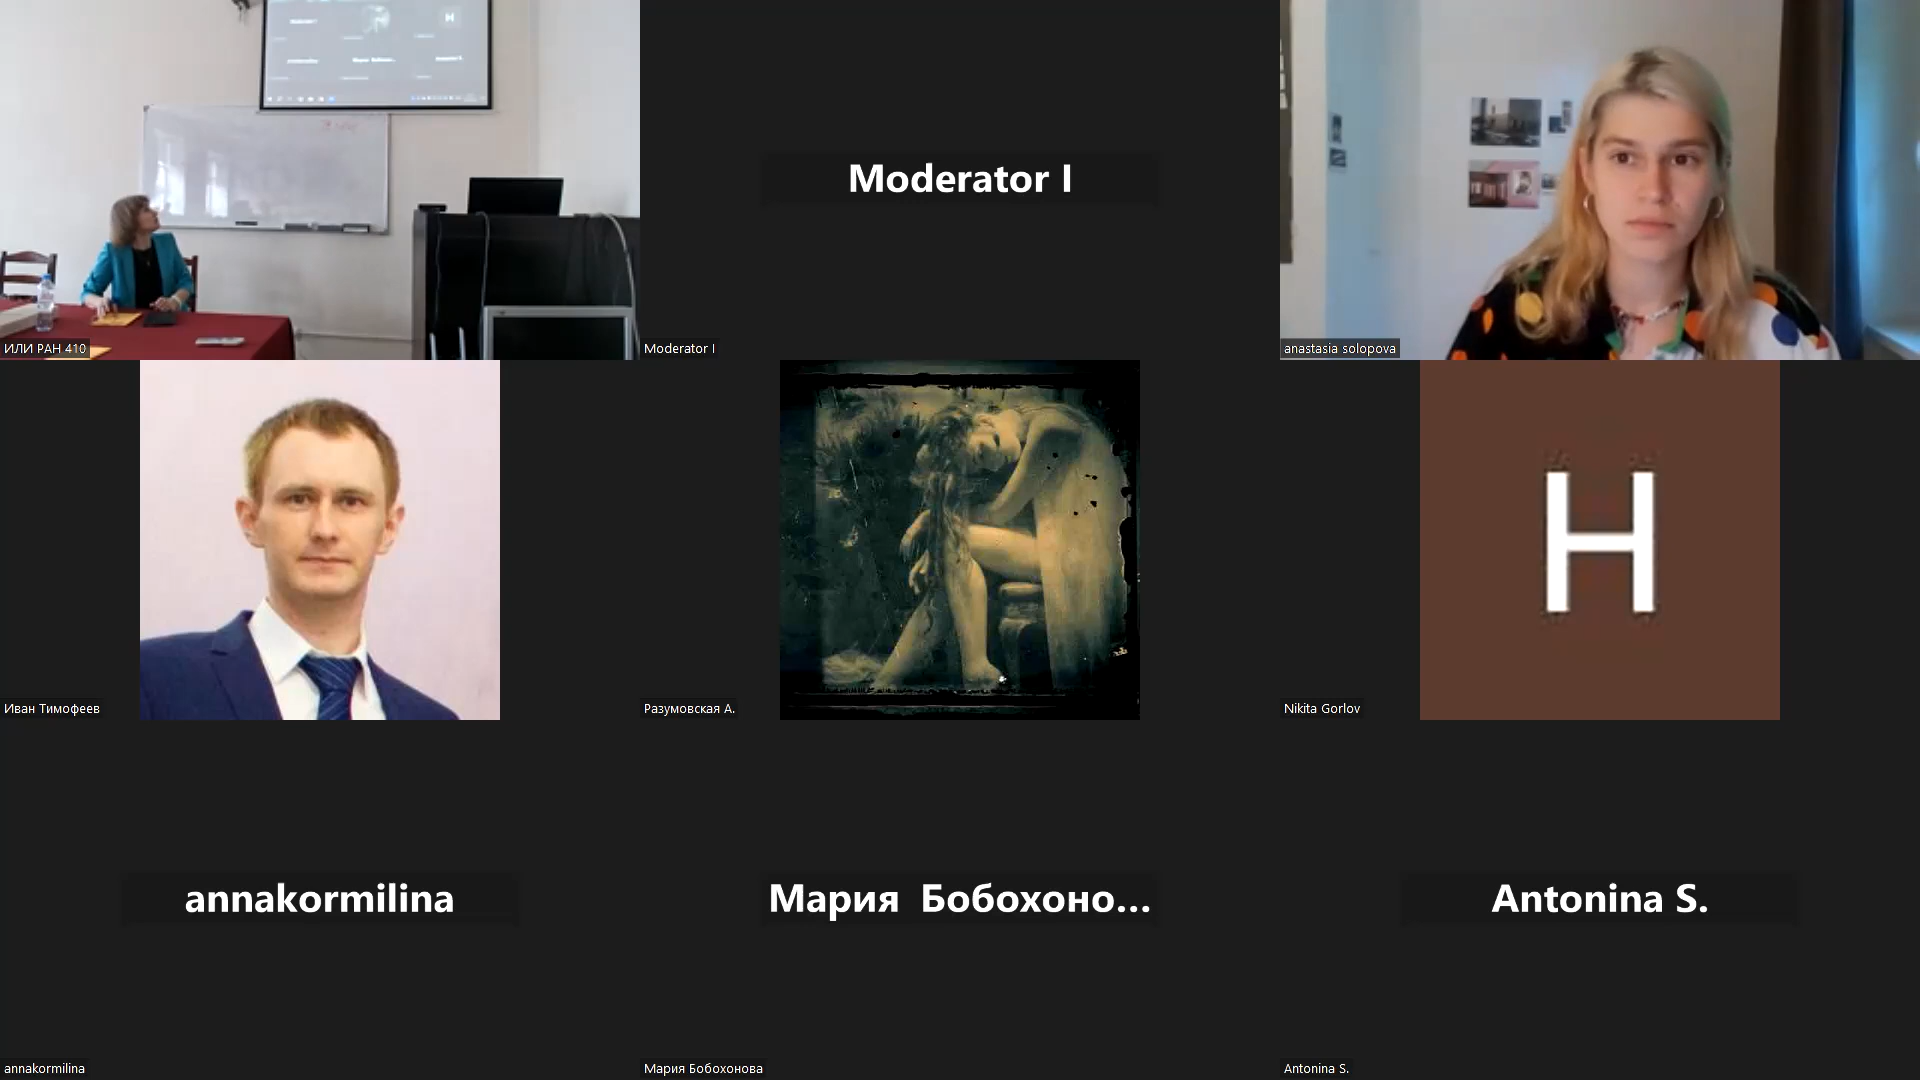 Moderator I
ИЛИ РАН 410
Moderator I
anastasia solopova
H
Иван Тимофеев
Разумовская А.
Nikita Gorlov
annakormilina
Мария Бобохоно...
Antonina S.
annakormilina
Мария Бобохонова
Antonina S.